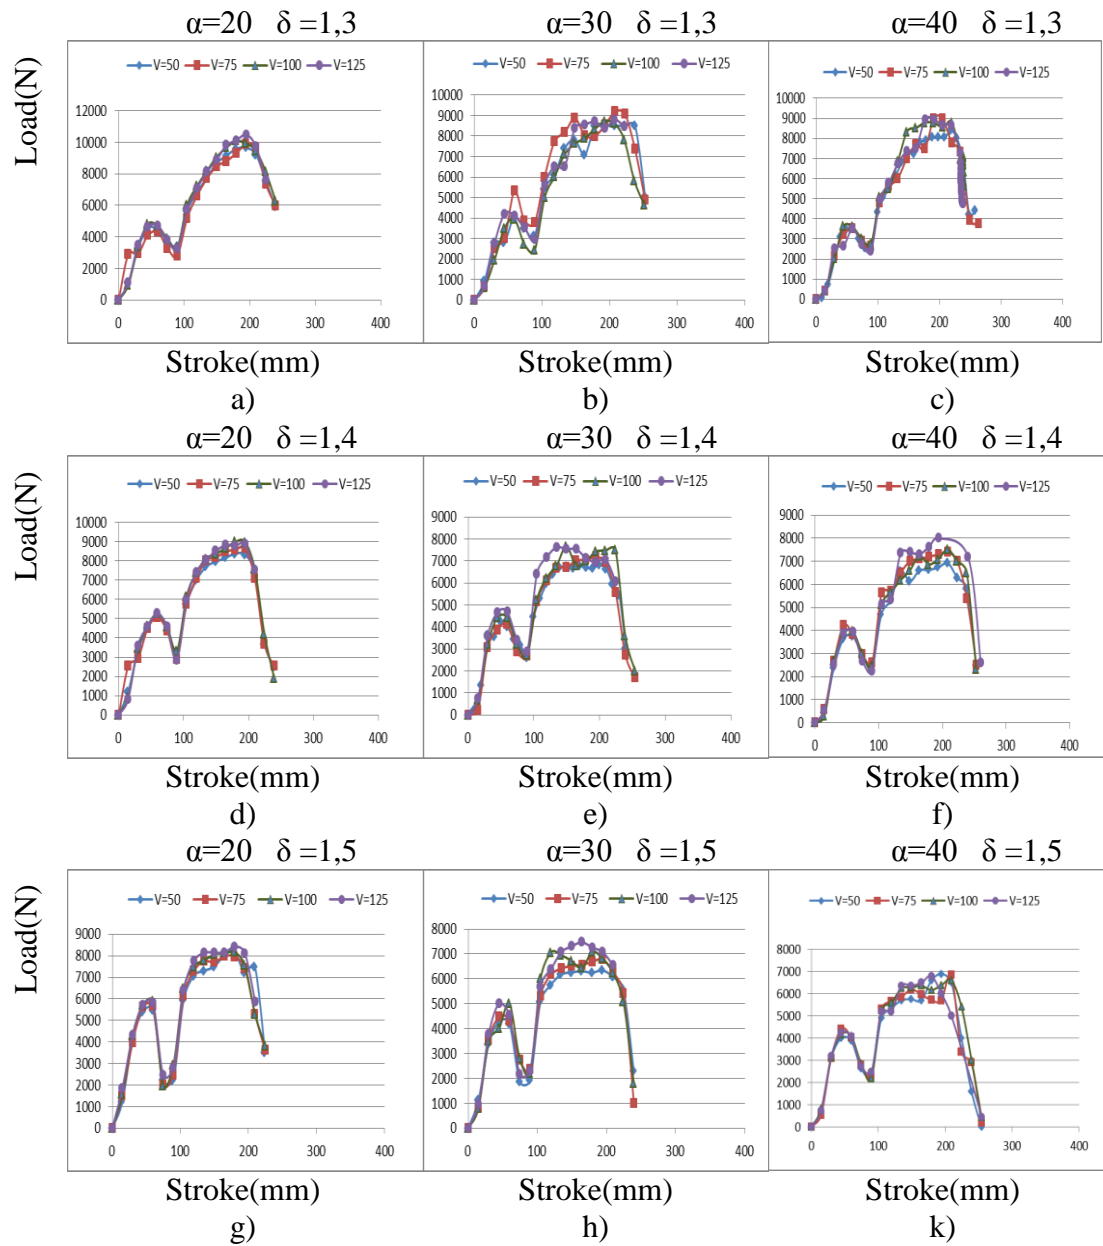 α=20 δ =1,3
α=30 δ =1,3
α=40 δ =1,3
Load(N)
V=50 V=75 V=100 V=125
12000
10000
8000
6000
4000
2000
0
0 100 200 300 400
V=50 V=75 V=100 V=125
10000
9000
8000
7000
6000
5000
4000
3000
2000
1000
0
0 100 200 300 400
V=50 V=75 V=100 V=125
10000
9000
8000
7000
6000
5000
4000
3000
2000
1000
0
0 100 200 300 400
Stroke(mm)
Stroke(mm)
Stroke(mm)
a)
b)
c)
α=20 δ =1,4
α=30 δ =1,4
α=40 δ =1,4
Load(N)
V=50 V=75 V=100 V=125
10000
9000
8000
7000
6000
5000
4000
3000
2000
1000
0
0 100 200 300 400
V=50 V=75 V=100 V=125
8000
7000
6000
5000
4000
3000
2000
1000
0
0 100 200 300 400
V=50 V=75 V=100 V=125
9000
8000
7000
6000
5000
4000
3000
2000
1000
0
0 100 200 300 400
Stroke(mm)
Stroke(mm)
Stroke(mm)
d)
e)
f)
α=20 δ =1,5
α=30 δ =1,5
α=40 δ =1,5
Load(N)
V=50 V=75 V=100 V=125
9000
8000
7000
6000
5000
4000
3000
2000
1000
0
0 100 200 300 400
V=50 V=75 V=100 V=125
8000
7000
6000
5000
4000
3000
2000
1000
0
0 100 200 300 400
V=50 V=75 V=100 V=125
8000
7000
6000
5000
4000
3000
2000
1000
0
0 100 200 300 400
Stroke(mm)
Stroke(mm)
Stroke(mm)
g)
h)
k)